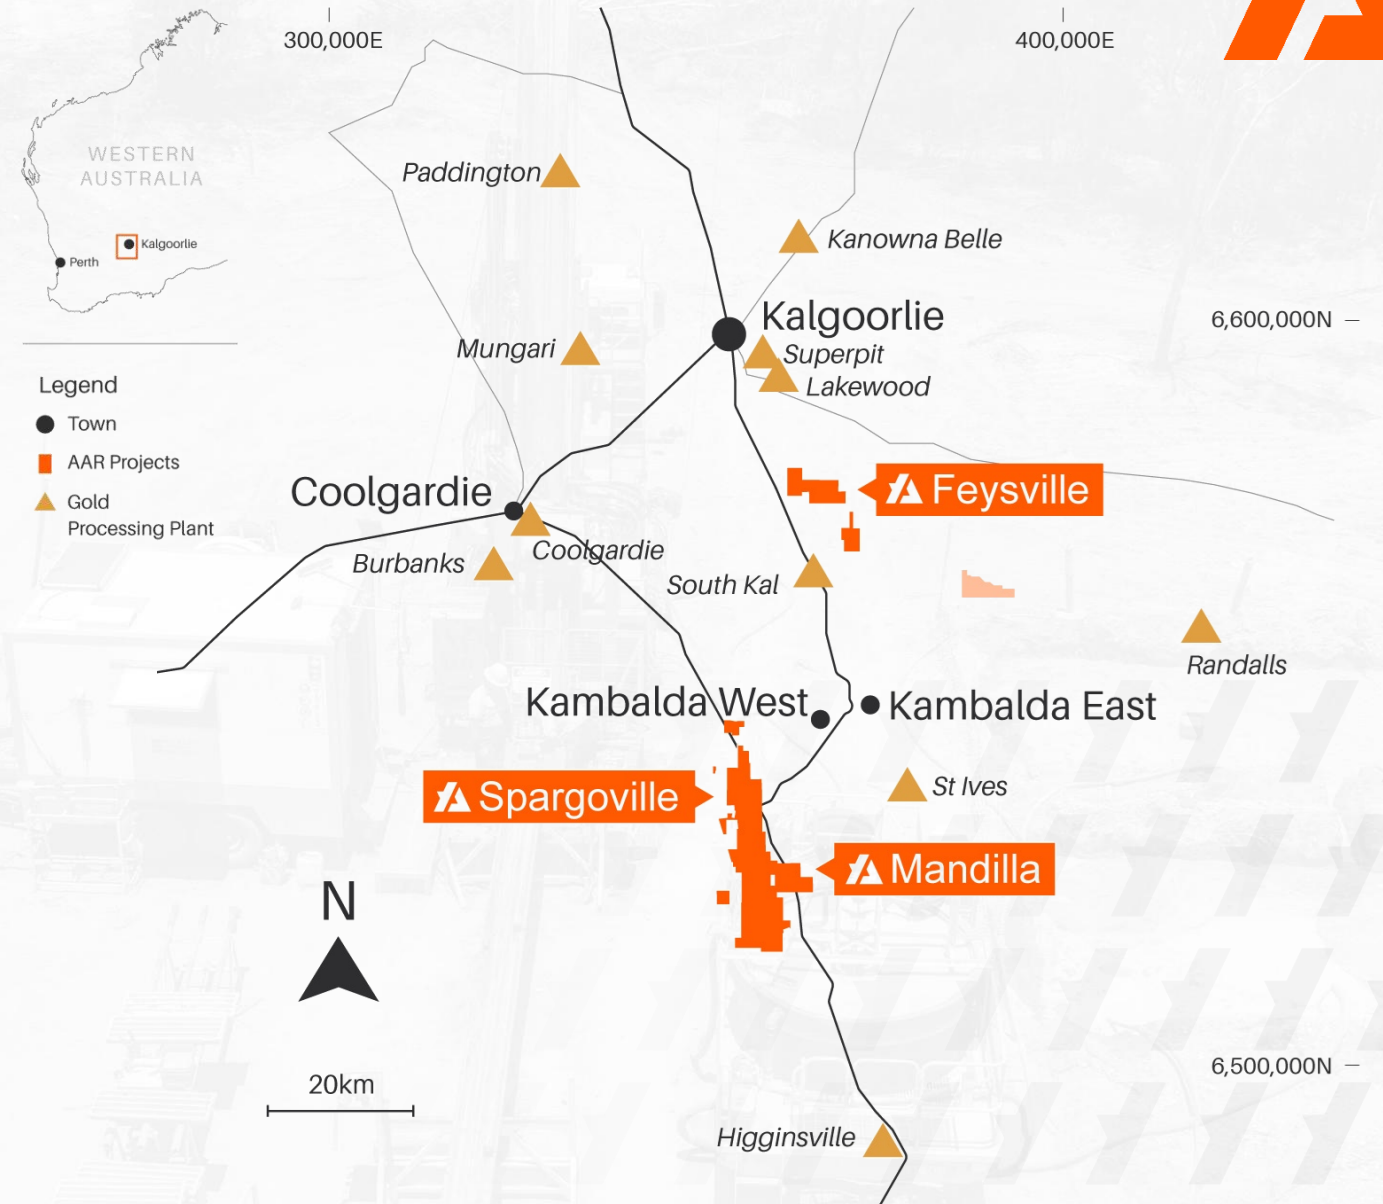 300,000E
400,000E
WESTERN
AUSTRALIA
Kalgoorlie
Perth
Legend
Town
AAR Projects
Gold
Processing Plant
Paddington
Kanowna Belle
6,600,000N
Kalgoorlie
Superpit
Mungari
Lakewood
Coolgardie
Feysville
Coolgardie
Burbanks
South Kal
Randalls
Kambalda West
Kambalda East
St Ives
Spargoville
Mandilla
N
6,500,000N
20km
Higginsville